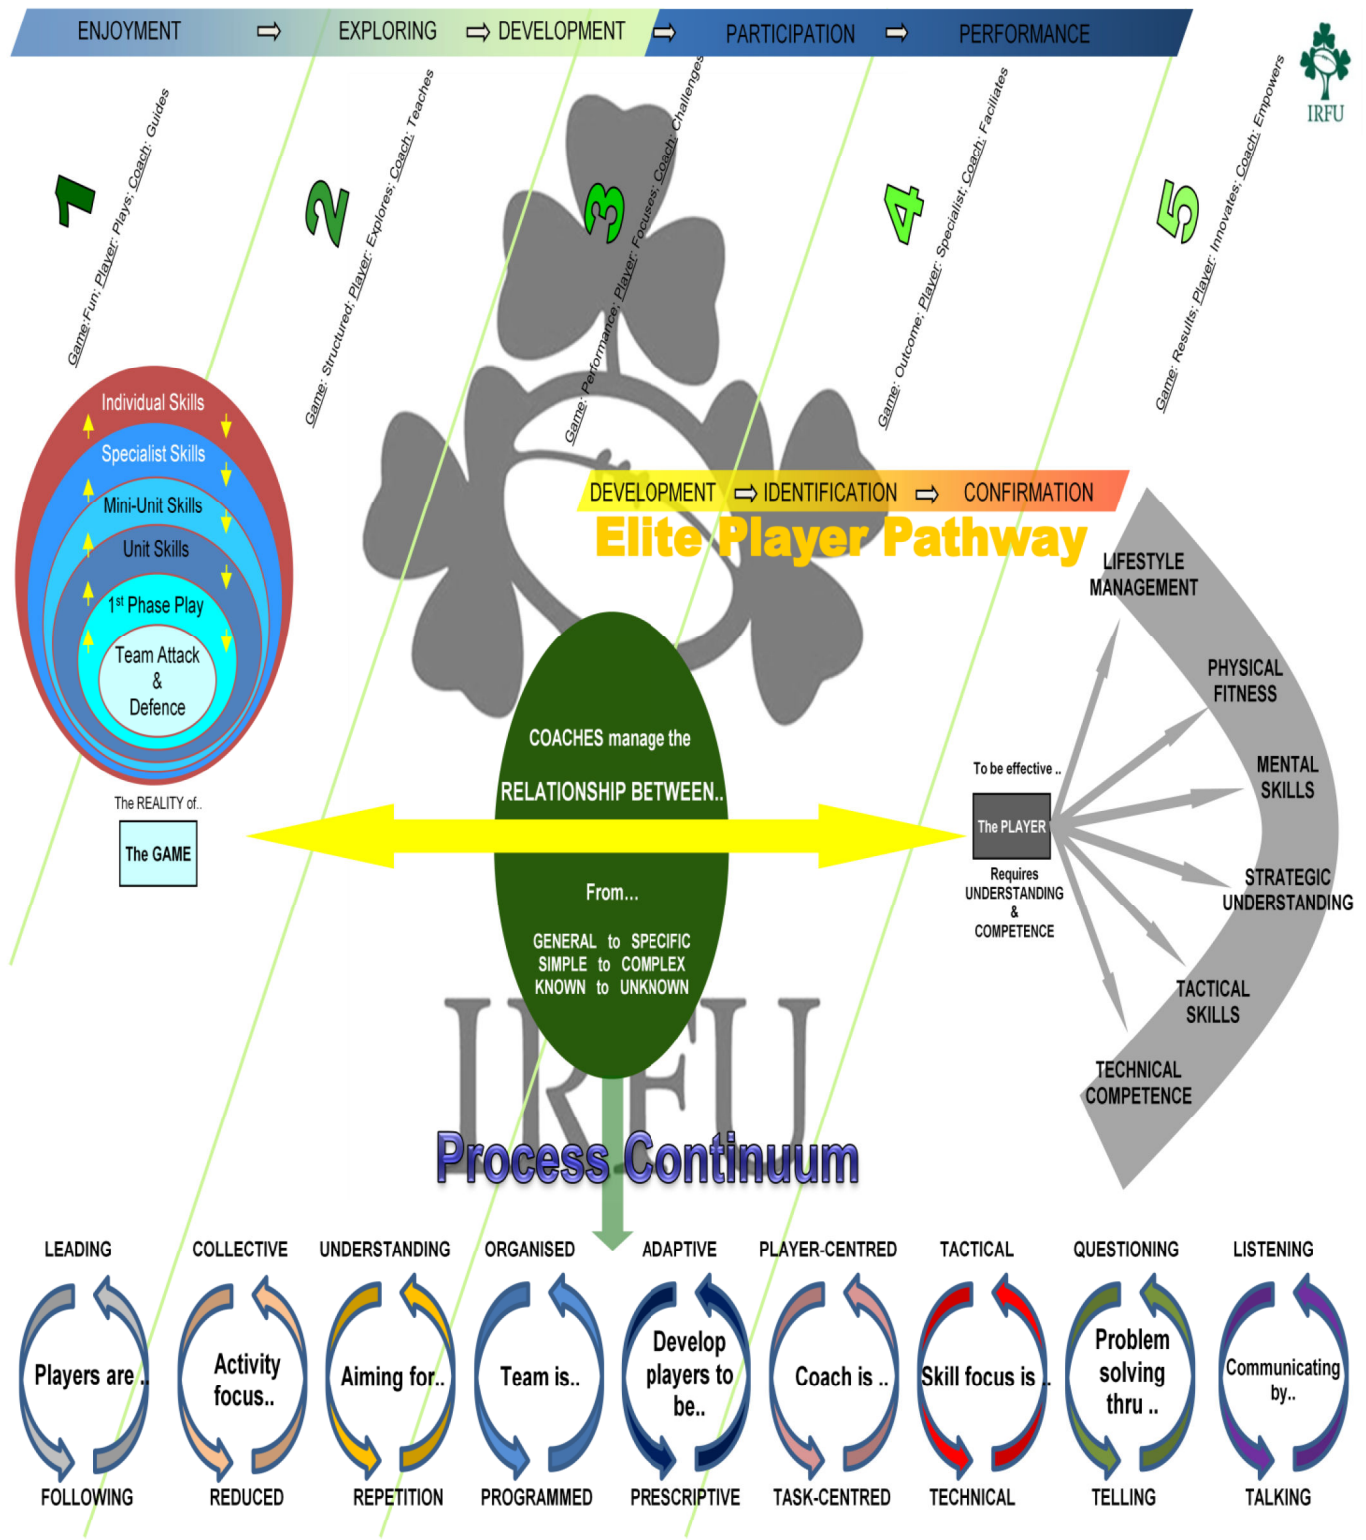 ENJOYMENT ⇨ EXPLORING ⇨ DEVELOPMENT ⇨ PARTICIPATION ⇨ PERFORMANCE
IRFU
1
Game:Fun; Player: Plays; Coach: Guides
2
Game: Structured; Player: Explores; Coach: Teaches
3
Game: Performance; Player: Focuses; Coach: Challenges
4
Game: Outcome; Player: Specialist; Coach: Faciliates
5
Game: Results; Player: Innovates; Coach: Empowers
Individual Skills
Specialist Skills
Mini-Unit Skills
Unit Skills
1st Phase Play
Team Attack
&
Defence
The REALITY of..
The GAME
DEVELOPMENT ⇨ IDENTIFICATION ⇨ CONFIRMATION
Elite Player Pathway
COACHES manage the
RELATIONSHIP BETWEEN..
From...
GENERAL to SPECIFIC
SIMPLE to COMPLEX
KNOWN to UNKNOWN
To be effective ..
The PLAYER
Requires
UNDERSTANDING
&
COMPETENCE
LIFESTYLE
MANAGEMENT
PHYSICAL
FITNESS
MENTAL
SKILLS
STRATEGIC
UNDERSTANDING
TACTICAL
SKILLS
TECHNICAL
COMPETENCE
IRFU
Process Continuum
LEADING
Players are ..
FOLLOWING
COLLECTIVE
Activity
focus..
REDUCED
UNDERSTANDING
Aiming for..
REPETITION
ORGANISED
Team is..
PROGRAMMED
ADAPTIVE
Develop
players to
be..
PRESCRIPTIVE
PLAYER-CENTRED
Coach is ..
TASK-CENTRED
TACTICAL
Skill focus is ..
TECHNICAL
QUESTIONING
Problem
solving
thru ..
TELLING
LISTENING
Communicating
by..
TALKING